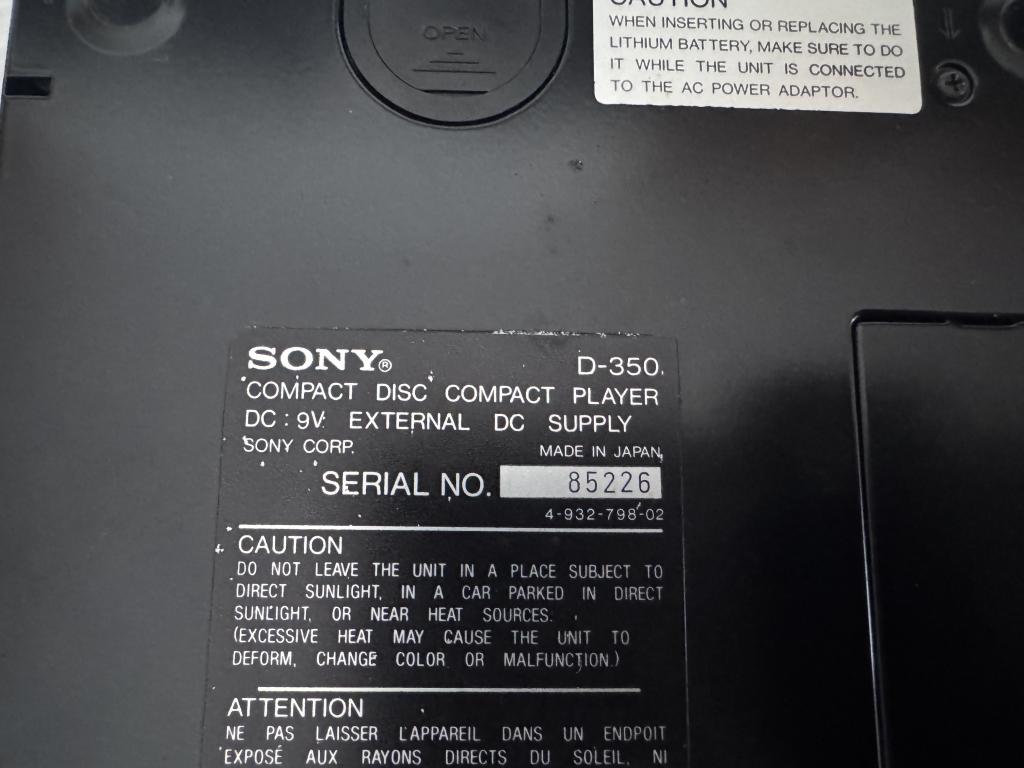 OPEN
CAUTION
WHEN INSERTING OR REPLACING THE
LITHIUM BATTERY, MAKE SURE TO DO
IT WHILE THE UNIT IS CONNECTED
TO THE AC POWER ADAPTOR.
SONY® D-350
COMPACT DISC COMPACT PLAYER
DC : 9V EXTERNAL DC SUPPLY
SONY CORP. MADE IN JAPAN
SERIAL NO. 85226
4-932-798-02
CAUTION
DO NOT LEAVE THE UNIT IN A PLACE SUBJECT TO
DIRECT SUNLIGHT, IN A CAR PARKED IN DIRECT
SUNLIGHT, OR NEAR HEAT SOURCES.
(EXCESSIVE HEAT MAY CAUSE THE UNIT TO
DEFORM, CHANGE COLOR OR MALFUNCTION.)
ATTENTION
NE PAS LAISSER L'APPAREIL DANS UN ENDPOIT
EXPOSÉ AUX RAYONS DIRECTS DU SOLEIL, NI